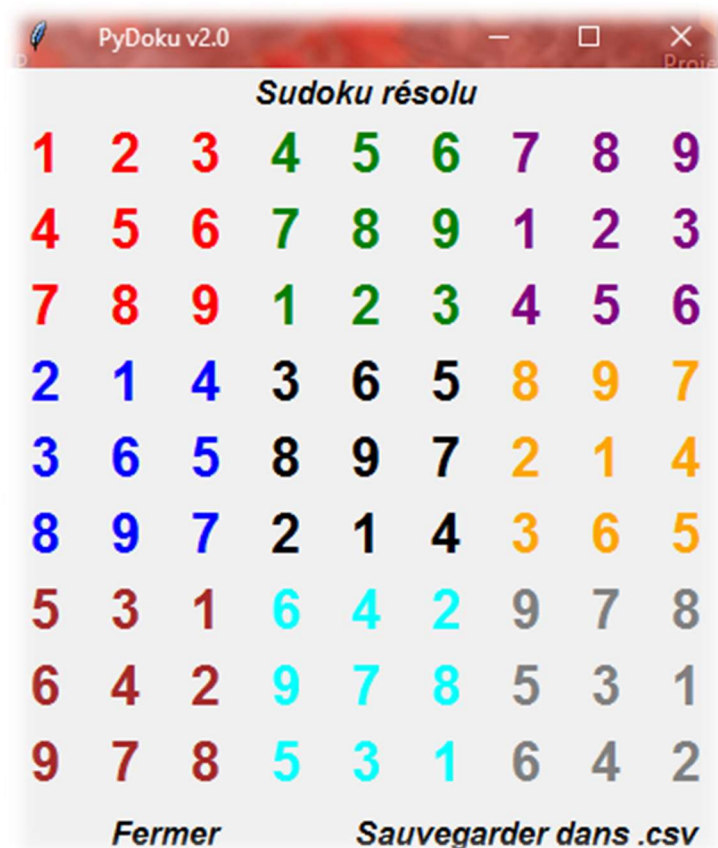 PyDoku v2.0
Proje
Sudoku résolu
1 2 3 4 5 6 7 8 9
4 5 6 7 8 9 1 2 3
7 8 9 1 2 3 4 5 6
2 1 4 3 6 5 8 9 7
3 6 5 8 9 7 2 1 4
8 9 7 2 1 4 3 6 5
5 3 1 6 4 2 9 7 8
6 4 2 9 7 8 5 3 1
9 7 8 5 3 1 6 4 2
Fermer Sauvegarder dans .csv